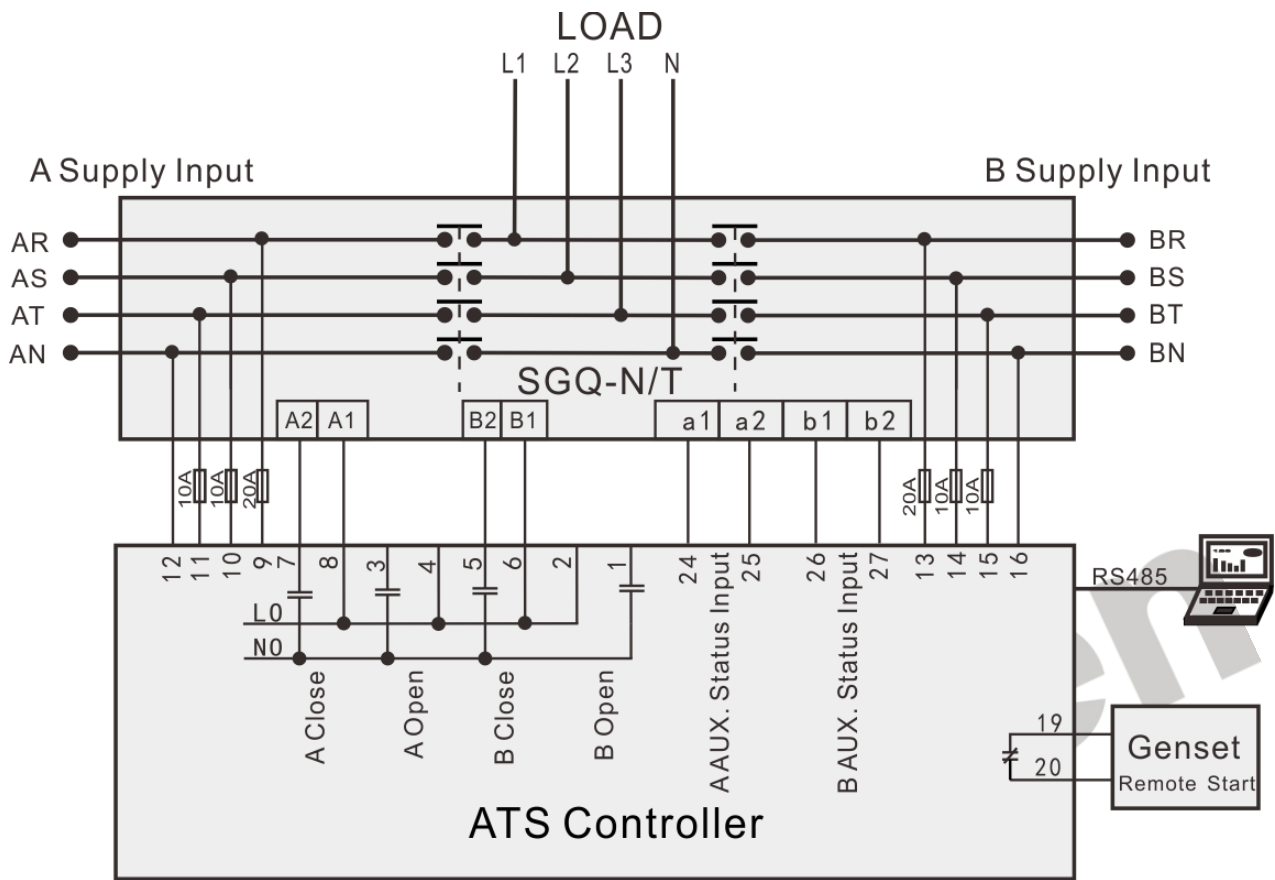 LOAD
L1 L2 L3 N
A Supply Input
B Supply Input
AR
BR
AS
BS
AT
BT
AN
BN
SGQ-N/T
A2 A1 B2 B1 a1 a2 b1 b2
10A 10A 20A 20A 10A 10A
12 11 10 9 7 8 3 4 5 6 2 1 24 25 26 27 13 14 15 16
RS485
L0
N0
A Close
A Open
B Close
B Open
A AUX. Status Input
B AUX. Status Input
19
20
Genset
Remote Start
ATS Controller
en